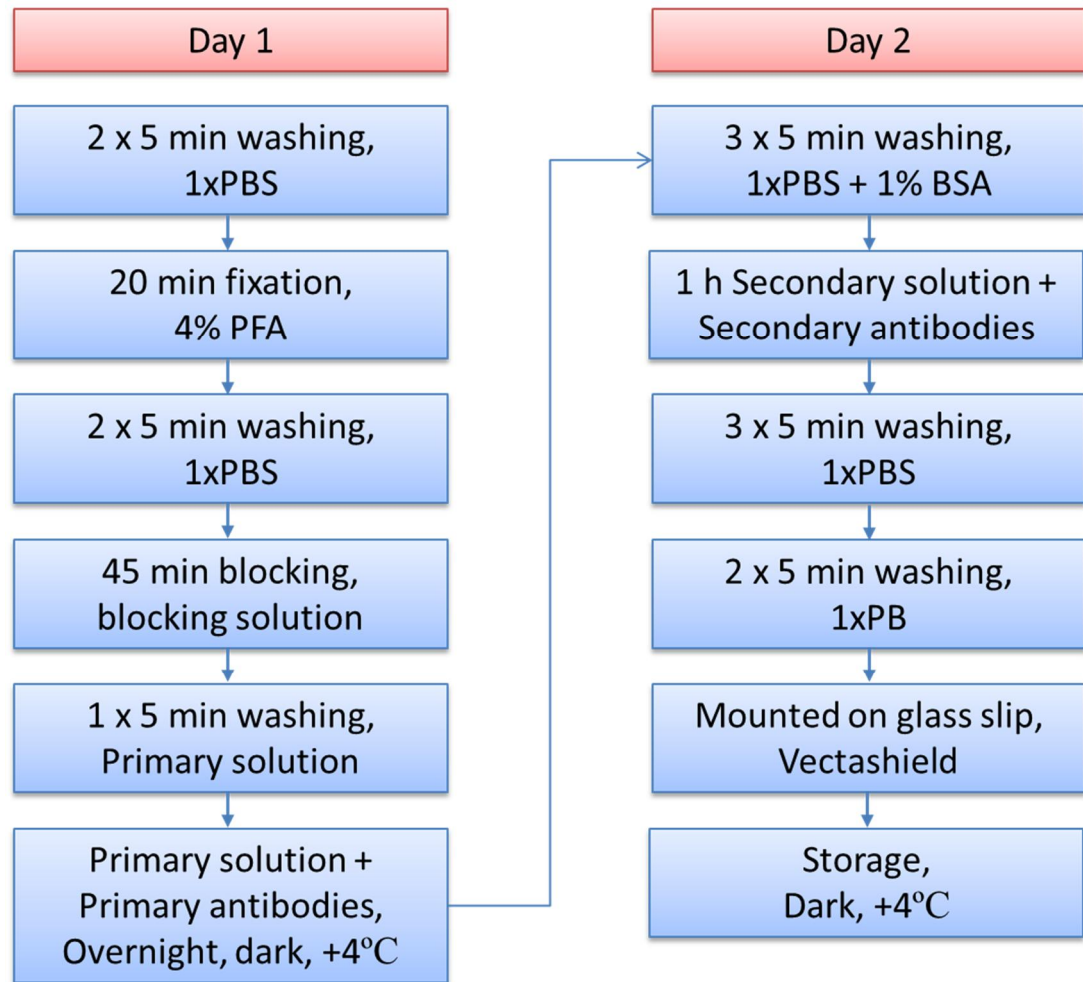 Day 1
2 x 5 min washing,
1xPBS
20 min fixation,
4% PFA
2 x 5 min washing,
1xPBS
45 min blocking,
blocking solution
1 x 5 min washing,
Primary solution
Primary solution +
Primary antibodies,
Overnight, dark, +4ºC
Day 2
3 x 5 min washing,
1xPBS + 1% BSA
1 h Secondary solution +
Secondary antibodies
3 x 5 min washing,
1xPBS
2 x 5 min washing,
1xPB
Mounted on glass slip,
Vectashield
Storage,
Dark, +4ºC